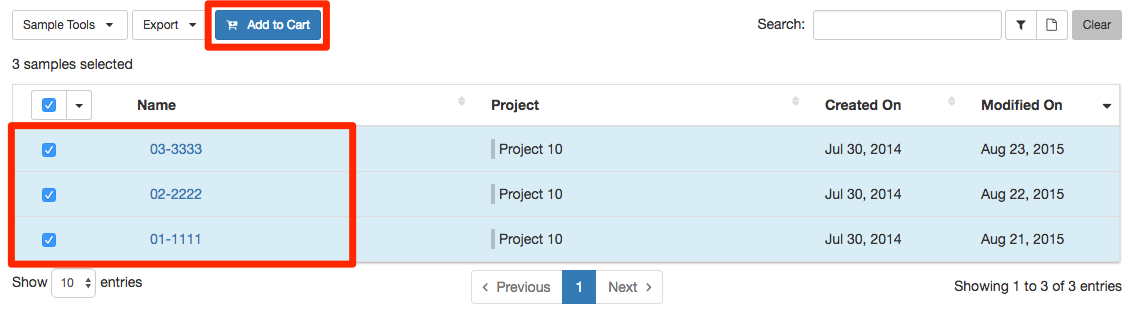 Sample Tools Export Add to Cart Search: Clear
3 samples selected
Name Project Created On Modified On
03-3333 Project 10 Jul 30, 2014 Aug 23, 2015
02-2222 Project 10 Jul 30, 2014 Aug 22, 2015
01-1111 Project 10 Jul 30, 2014 Aug 21, 2015
Show 10 entries Previous 1 Next Showing 1 to 3 of 3 entries